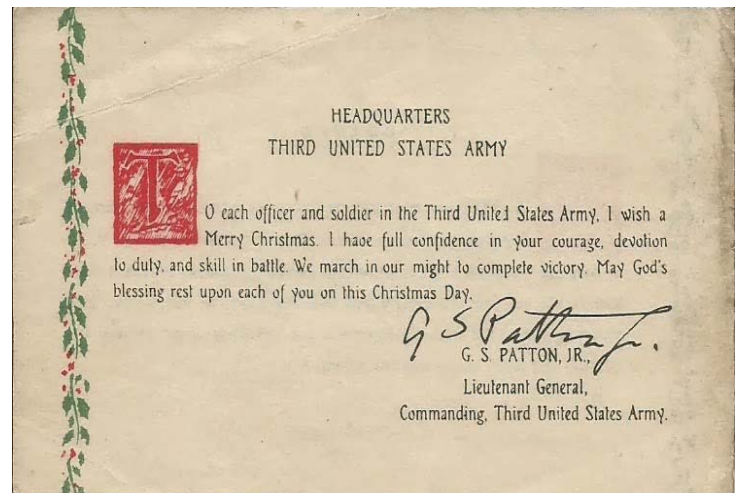 HEADQUARTERS
THIRD UNITED STATES ARMY
TO each officer and soldier in the Third United States Army, I wish a
Merry Christmas. I have full confidence in your courage, devotion
to duty, and skill in battle. We march in our might to complete victory. May God's
blessing rest upon each of you on this Christmas Day.
G S Patton Jr.
G. S. PATTON, JR.,
Lieutenant General,
Commanding, Third United States Army.